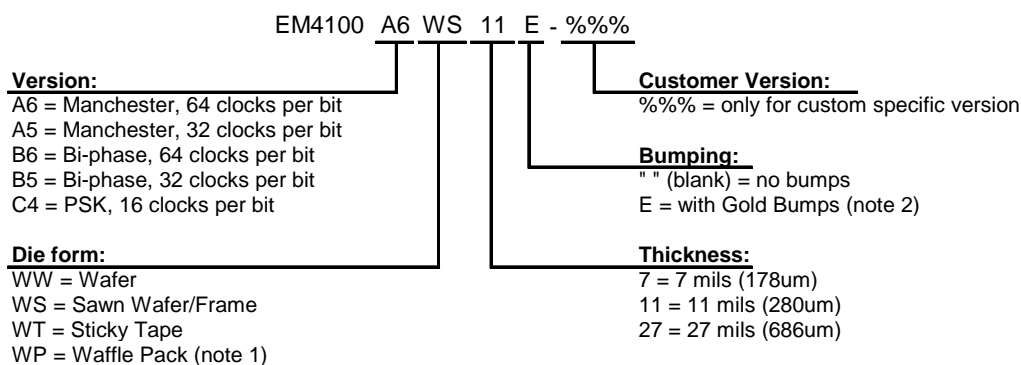 EM4100 A6 WS 11 E - %%%
Version:
A6 = Manchester, 64 clocks per bit
A5 = Manchester, 32 clocks per bit
B6 = Bi-phase, 64 clocks per bit
B5 = Bi-phase, 32 clocks per bit
C4 = PSK, 16 clocks per bit
Die form:
WW = Wafer
WS = Sawn Wafer/Frame
WT = Sticky Tape
WP = Waffle Pack (note 1)
Customer Version:
%%% = only for custom specific version
Bumping:
" " (blank) = no bumps
E = with Gold Bumps (note 2)
Thickness:
7 = 7 mils (178um)
11 = 11 mils (280um)
27 = 27 mils (686um)